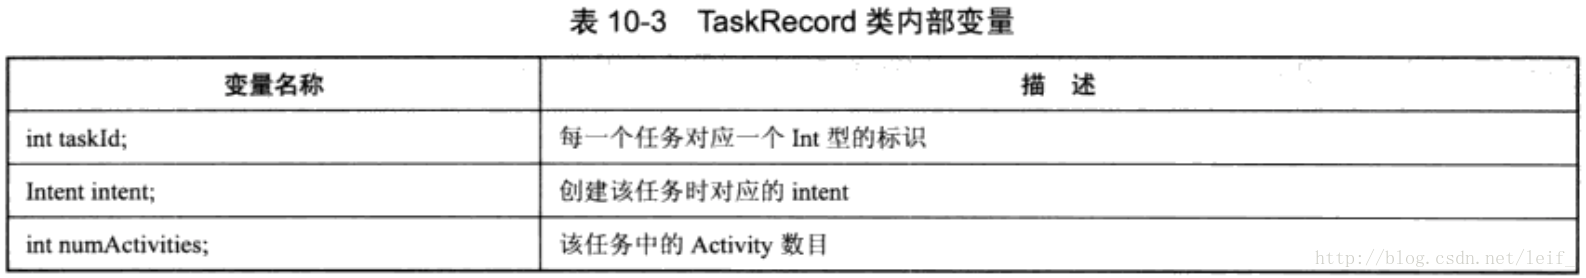 表 10-3 TaskRecord 类内部变量
变量名称 描 述
int taskId; 每一个任务对应一个 Int 型的标识
Intent intent; 创建该任务时对应的 intent
int numActivities; 该任务中的 Activity 数目
http://blog.csdn.net/leif_